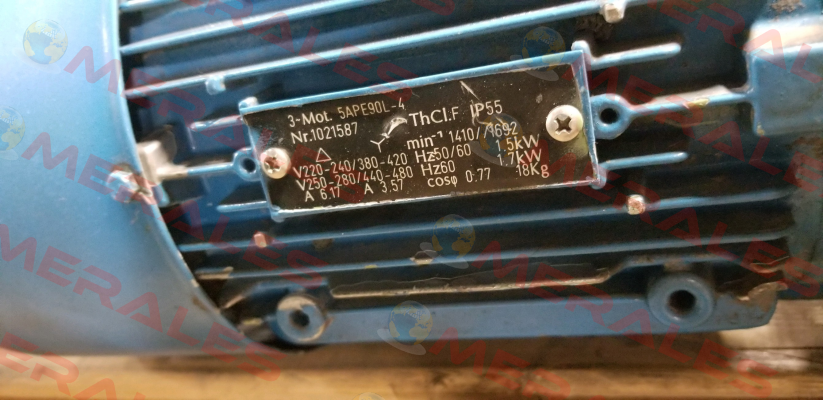 3-Mot. 5APE90L-4
Nr.1021587 ThCl.F IP55
△ Y min⁻¹ 1410//1692
V220-240/380-420 Hz50/60 1.5kW
V250-280/440-480 Hz60 1.7kW
A 6.17 A 3.57 cosφ 0.77 18Kg
OMERALES